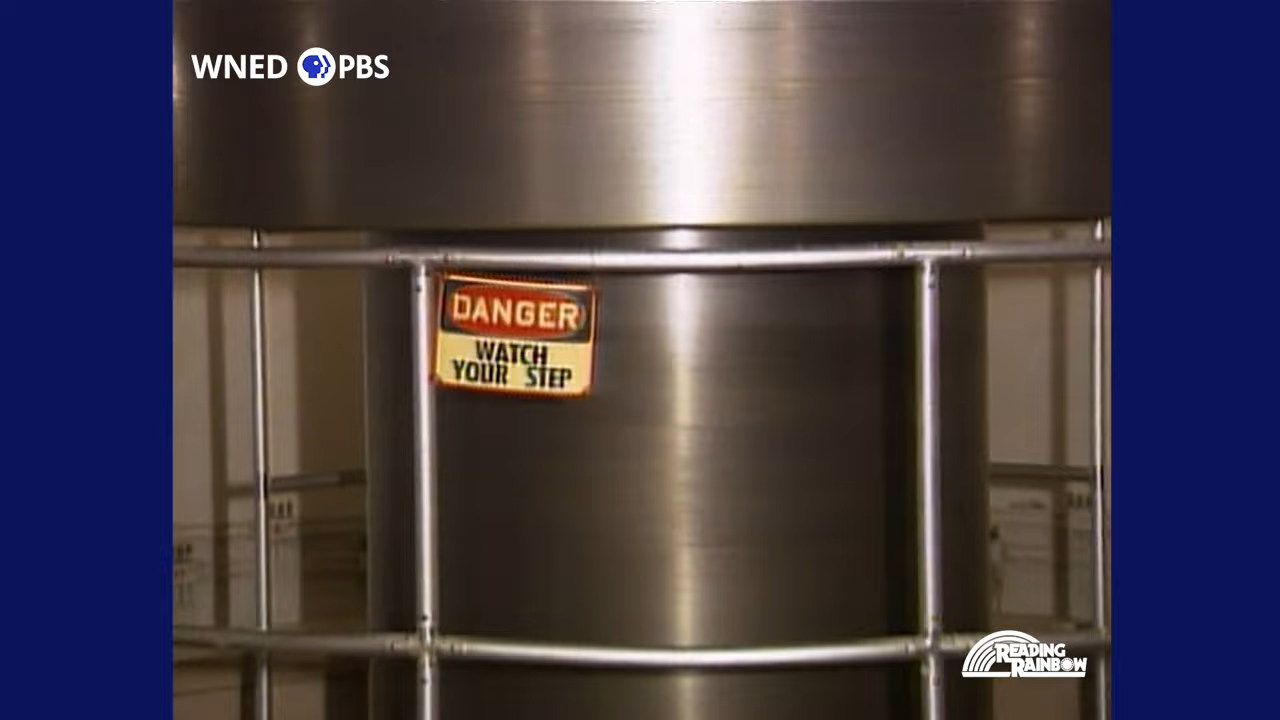 WNED PBS
DANGER
WATCH
YOUR STEP
READING
RAINBOW